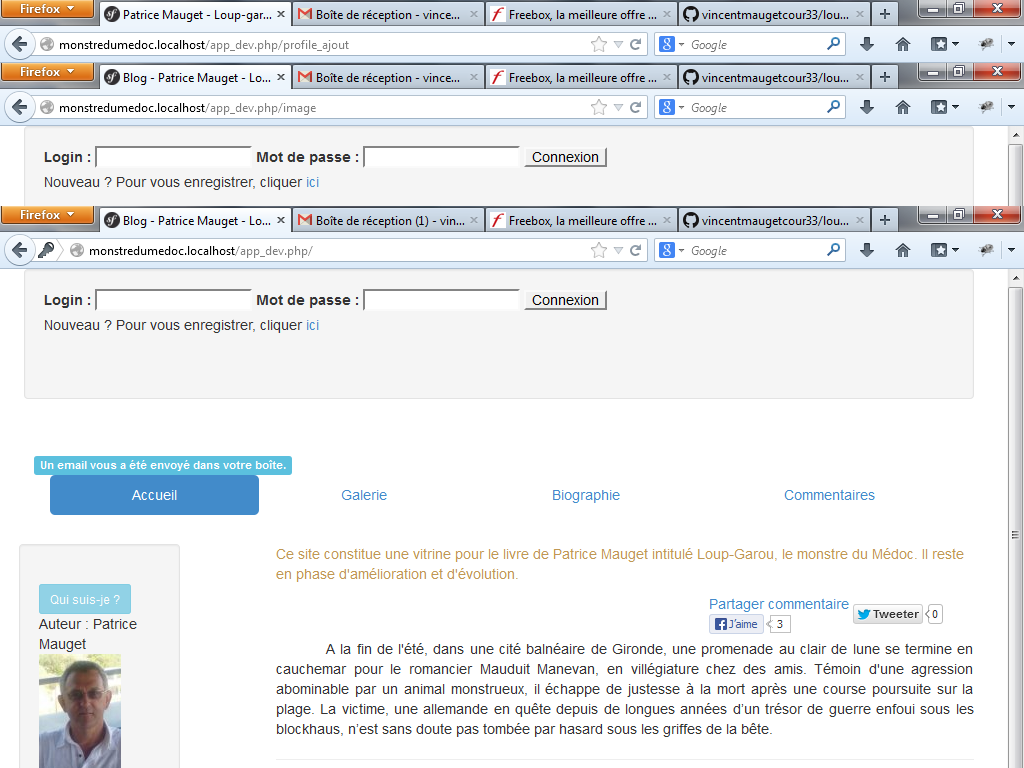 Firefox
Patrice Mauget - Loup-gar... × Boîte de réception - vince... × Freebox, la meilleure offre ... × vincentmaugetcour33/lou... × +
monstredumedoc.localhost/app_dev.php/profile_ajout Google
Firefox
Blog - Patrice Mauget - Lo... × Boîte de réception - vince... × Freebox, la meilleure offre ... × vincentmaugetcour33/lou... × +
monstredumedoc.localhost/app_dev.php/image Google
Login : Mot de passe : Connexion
Nouveau ? Pour vous enregistrer, cliquer ici
Firefox
Blog - Patrice Mauget - Lo... × Boîte de réception (1) - vin... × Freebox, la meilleure offre ... × vincentmaugetcour33/lou... × +
monstredumedoc.localhost/app_dev.php/ Google
Login : Mot de passe : Connexion
Nouveau ? Pour vous enregistrer, cliquer ici
Un email vous a été envoyé dans votre boîte.
Accueil Galerie Biographie Commentaires
Qui suis-je ?
Auteur : Patrice
Mauget
Ce site constitue une vitrine pour le livre de Patrice Mauget intitulé Loup-Garou, le monstre du Médoc. Il reste
en phase d'amélioration et d'évolution.
Partager commentaire Tweeter 0
J'aime 3
A la fin de l'été, dans une cité balnéaire de Gironde, une promenade au clair de lune se termine en
cauchemar pour le romancier Mauduit Manevan, en villégiature chez des amis. Témoin d'une agression
abominable par un animal monstrueux, il échappe de justesse à la mort après une course poursuite sur la
plage. La victime, une allemande en quête depuis de longues années d'un trésor de guerre enfoui sous les
blockhaus, n'est sans doute pas tombée par hasard sous les griffes de la bête.